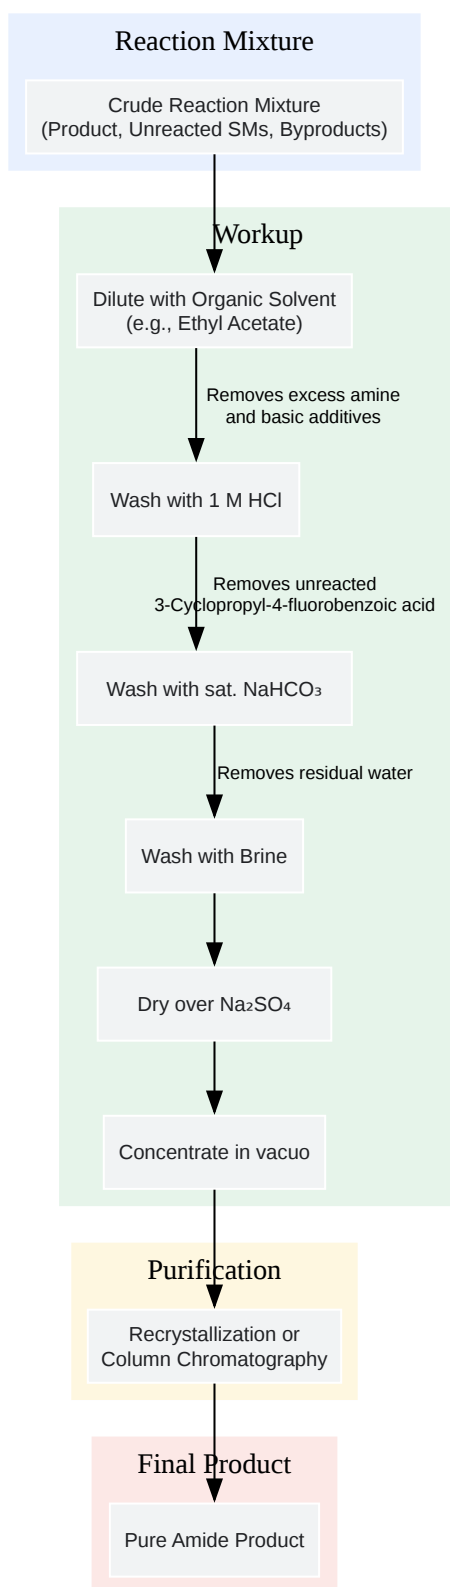 Reaction Mixture
Crude Reaction Mixture
(Product, Unreacted SMs, Byproducts)
Workup
Dilute with Organic Solvent
(e.g., Ethyl Acetate)
Removes excess amine
and basic additives
Wash with 1 M HCl
Removes unreacted
3-Cyclopropyl-4-fluorobenzoic acid
Wash with sat. NaHCO₃
Removes residual water
Wash with Brine
Dry over Na₂SO₄
Concentrate in vacuo
Purification
Recrystallization or
Column Chromatography
Final Product
Pure Amide Product